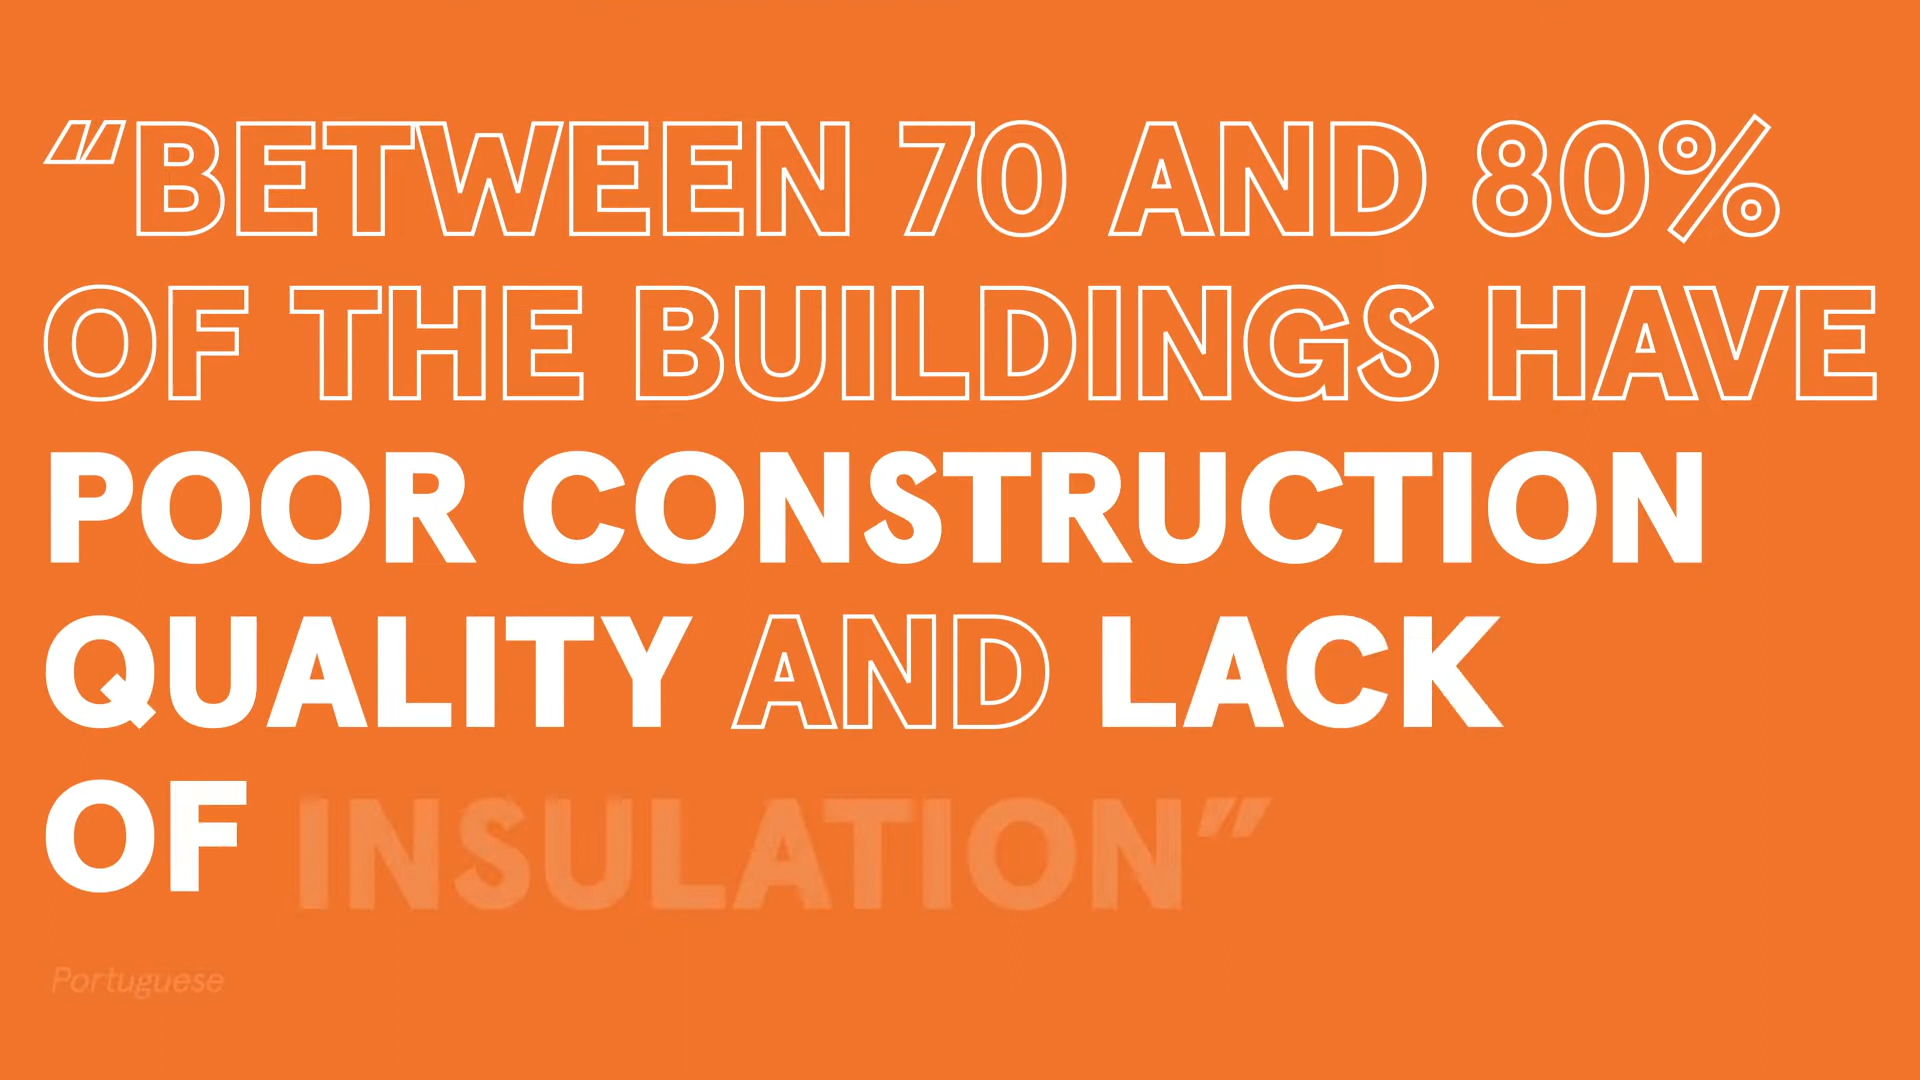 “BETWEEN 70 AND 80%
OF THE BUILDINGS HAVE
POOR CONSTRUCTION
QUALITY AND LACK
OF INSULATION”
Portuguese